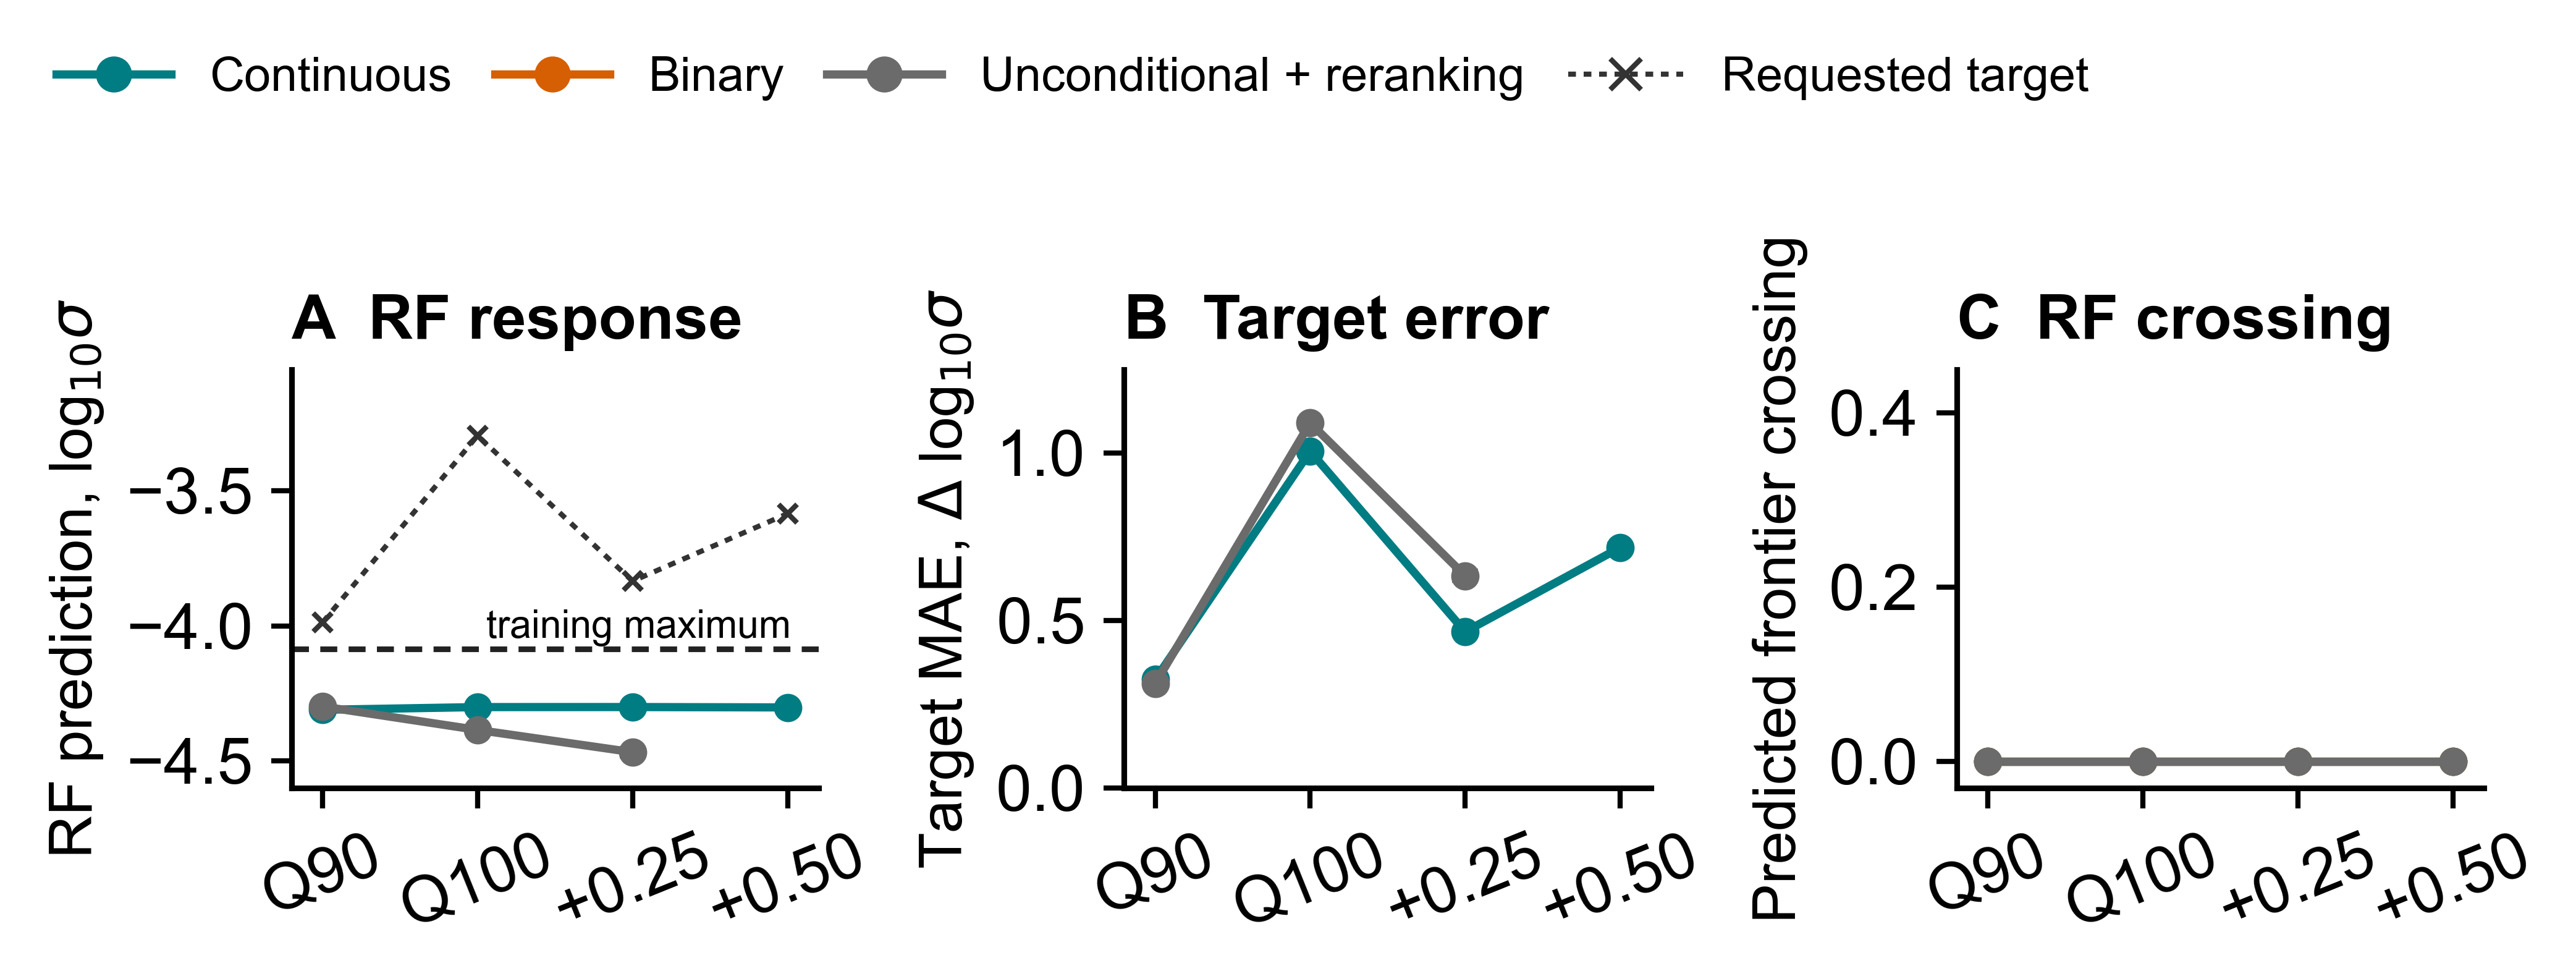 Continuous
Binary
Unconditional + reranking
Requested target
A RF response
RF prediction, log₁₀σ
−3.5
−4.0
−4.5
training maximum
Q90
Q100
+0.25
+0.50
B Target error
Target MAE, Δ log₁₀σ
1.0
0.5
0.0
Q90
Q100
+0.25
+0.50
C RF crossing
Predicted frontier crossing
0.4
0.2
0.0
Q90
Q100
+0.25
+0.50